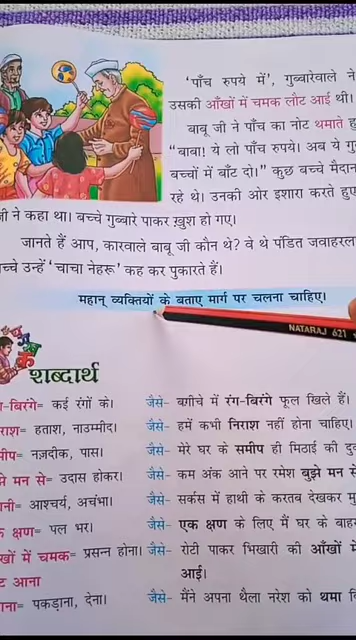 'पाँच रुपये में', गुब्बारेवाले ने
उसकी आँखों में चमक लौट आई थी।
बाबू जी ने पाँच का नोट थमाते
"बाबा! ये लो पाँच रुपये। अब ये
बच्चों में बाँट दो।" कुछ बच्चे
रहे थे। उनकी ओर इशारा करते हुए
जी ने कहा था। बच्चे गुब्बारे पाकर खुश हो गए।
जानते हैं आप, कारवाले बाबू जी कौन थे? वे थे पंडित
उन्हें 'चाचा नेहरू' कह कर पुकारते हैं।
महान् व्यक्तियों के बताए मार्ग पर चलना चाहिए।
NATARAJ 621
शब्दार्थ
-बिरंगे= कई रंगों के। जैसे- बगीचे में रंग-बिरंगे फूल खिले हैं।
= हताश, नाउम्मीद। जैसे- हमें कभी निराश नहीं होना चाहिए।
= नज़दीक, पास। जैसे- मेरे घर के समीप ही मिठाई की
मन से= उदास होकर। जैसे- कम अंक आने पर रमेश बुझे मन
= आश्चर्य, अचंभा। जैसे- सर्कस में हाथी के करतब देखकर
क्षण= पल भर। जैसे- एक क्षण के लिए मैं घर के
में चमक= प्रसन्न होना। जैसे- रोटी पाकर भिखारी की आँखों
आना आई।
= पकड़ाना, देना। जैसे- मैंने अपना थैला नरेश को थमा